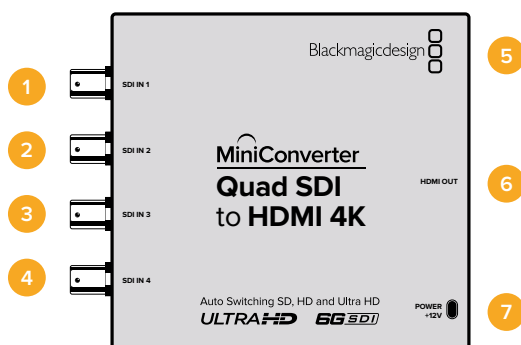 Blackmagicdesign
1
SDI IN 1
5
2
SDI IN 2
MiniConverter
Quad SDI
to HDMI 4K
HDMI OUT
6
3
SDI IN 3
4
SDI IN 4
Auto Switching SD, HD and Ultra HD
ULTRA HD 6G SDI
POWER
+12V
7